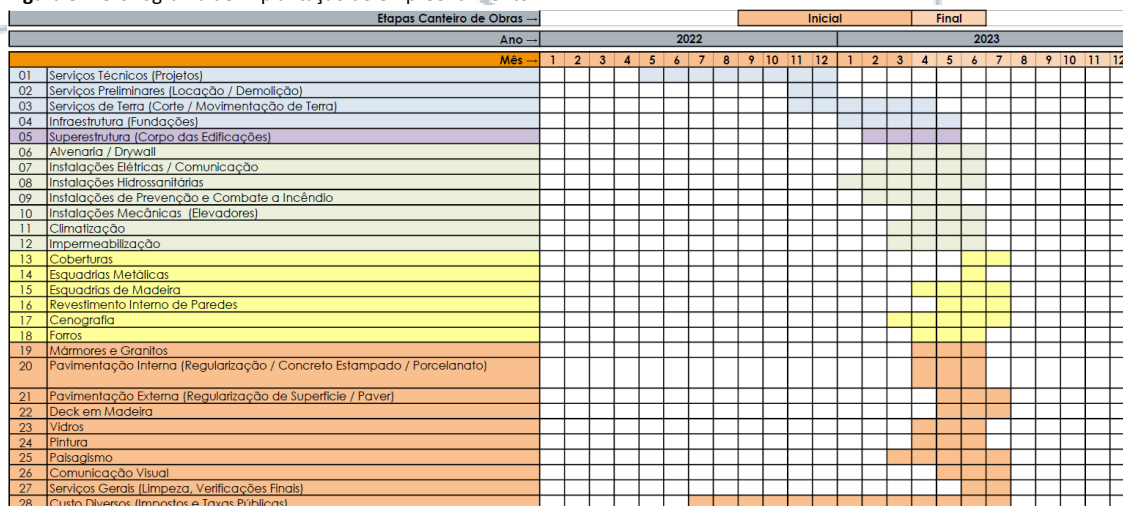 Etapas Canteiro de Obras → Inicial Final
Ano → 2022 2023
Mês → 1 2 3 4 5 6 7 8 9 10 11 12 1 2 3 4 5 6 7 8 9 10 11 12
01 Serviços Técnicos (Projetos)
02 Serviços Preliminares (Locação / Demolição)
03 Serviços de Terra (Corte / Movimentação de Terra)
04 Infraestrutura (Fundações)
05 Superestrutura (Corpo das Edificações)
06 Alvenaria / Drywall
07 Instalações Elétricas / Comunicação
08 Instalações Hidrossanitárias
09 Instalações de Prevenção e Combate a Incêndio
10 Instalações Mecânicas (Elevadores)
11 Climatização
12 Impermeabilização
13 Coberturas
14 Esquadrias Metálicas
15 Esquadrias de Madeira
16 Revestimento Interno de Paredes
17 Cenografia
18 Forros
19 Mármores e Granitos
20 Pavimentação Interna (Regularização / Concreto Estampado / Porcelanato)
21 Pavimentação Externa (Regularização de Superfície / Paver)
22 Deck em Madeira
23 Vidros
24 Pintura
25 Paisagismo
26 Comunicação Visual
27 Serviços Gerais (Limpeza, Verificações Finais)
28 Custo Diversos (Impostos e Taxas Públicas)